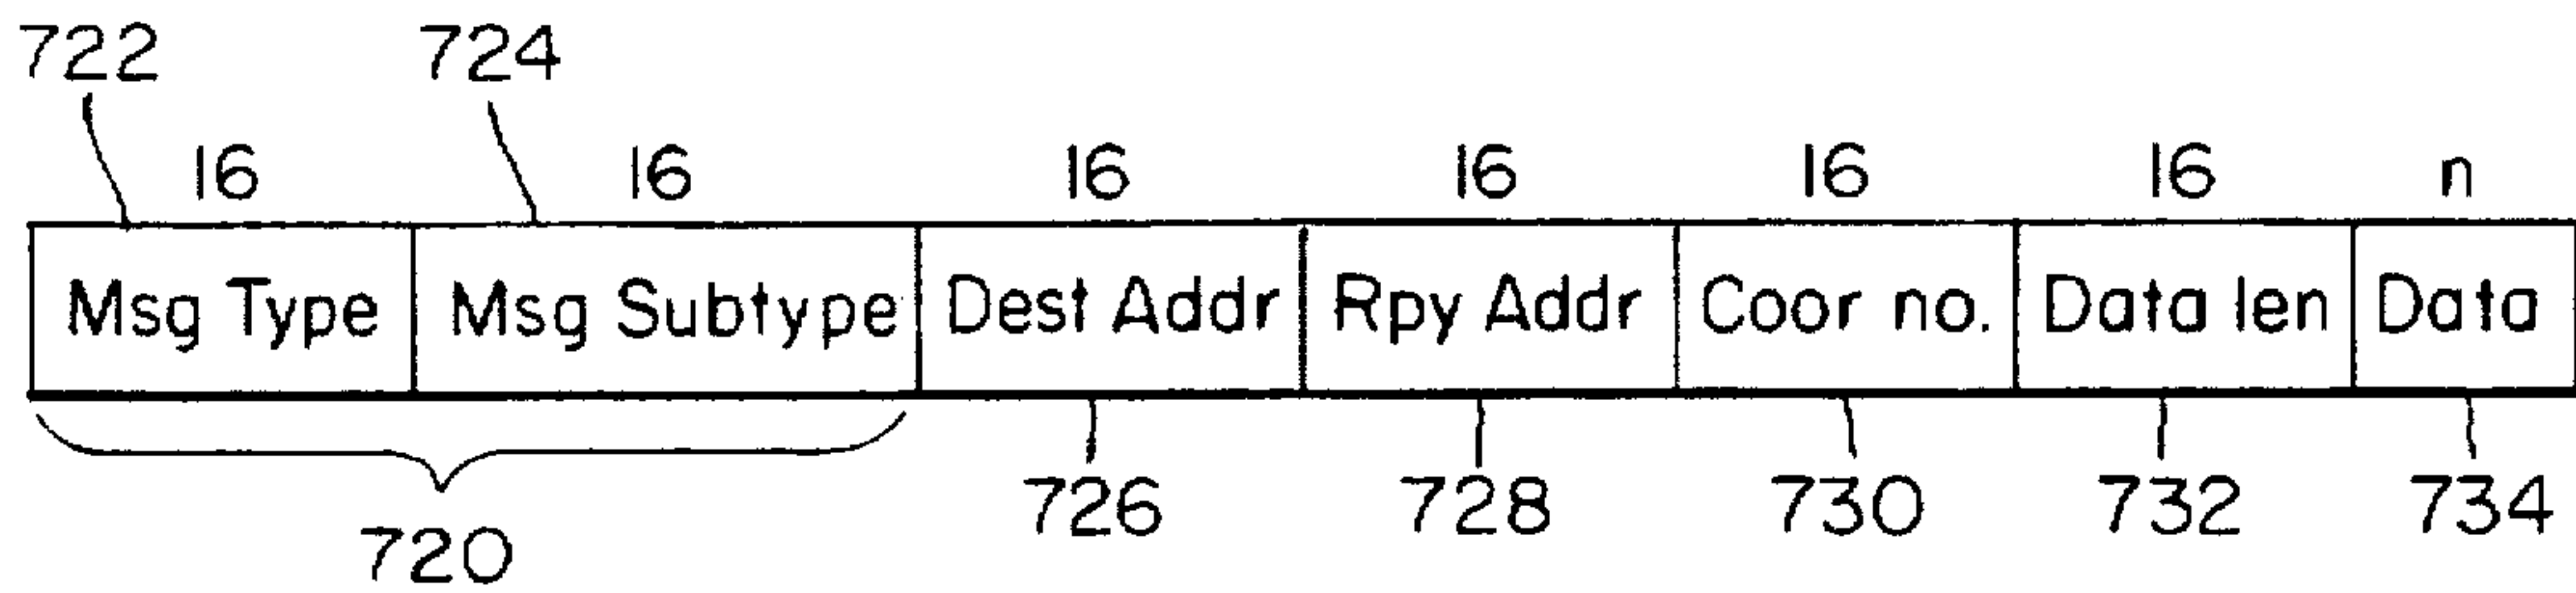 722 724
16 16 16 16 16 16 n
Msg Type Msg Subtype Dest Addr Rpy Addr Coor no. Data len Data
726 728 730 732 734
720